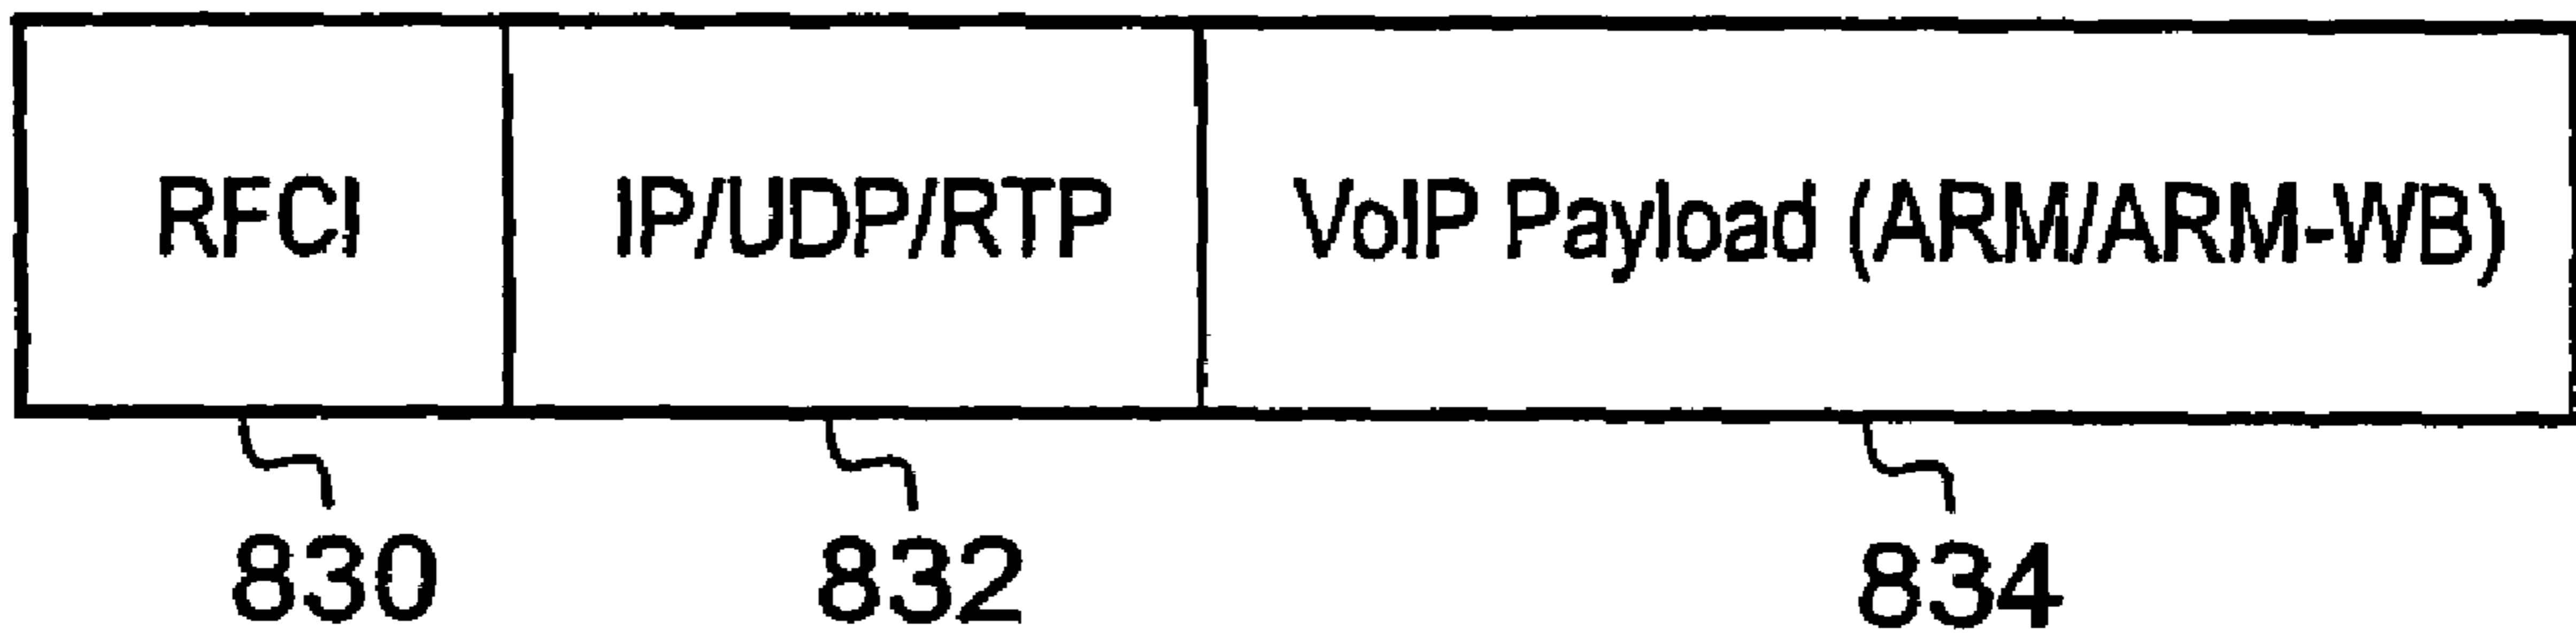 RFCI IP/UDP/RTP VoIP Payload (ARM/ARM-WB)
830 832 834